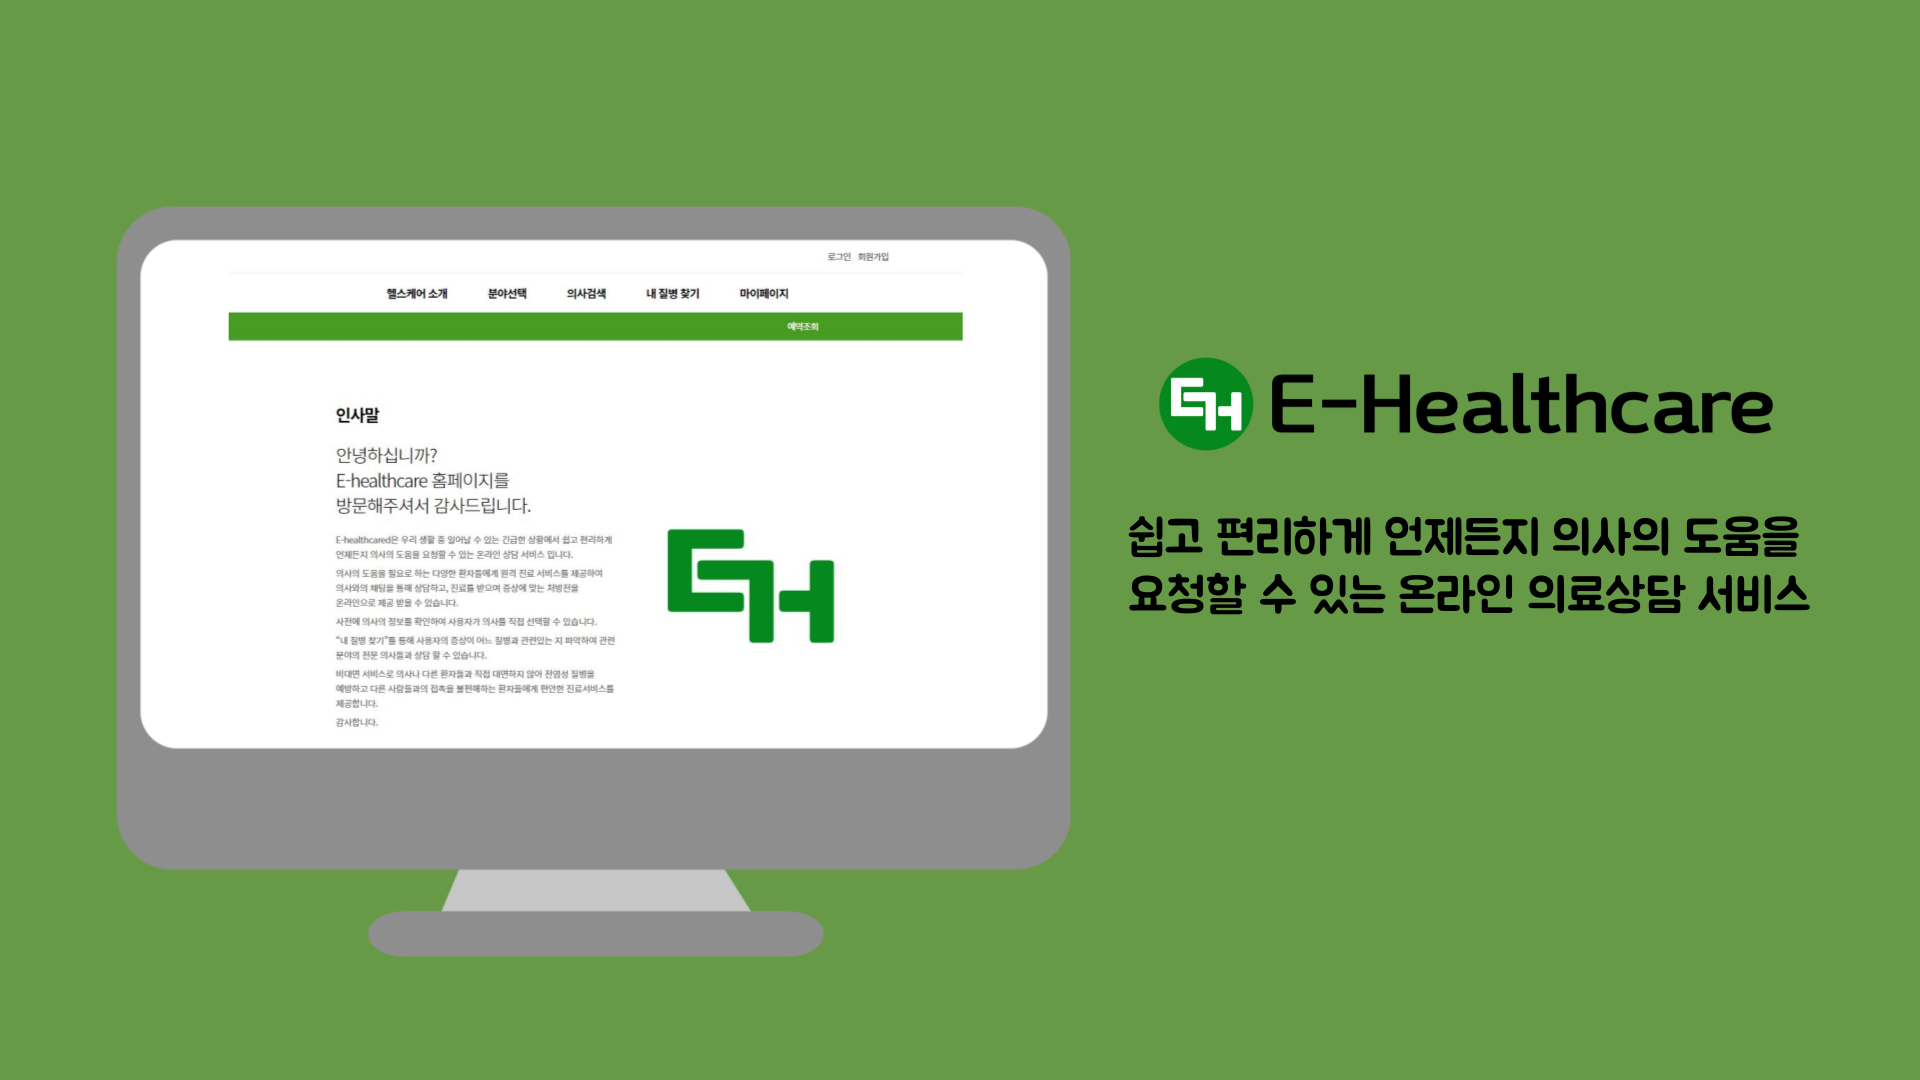 로그인 회원가입
헬스케어 소개 분야선택 의사검색 내 질병 찾기 마이페이지
예약조회
인사말
안녕하십니까?
E-healthcare 홈페이지를
방문해주셔서 감사드립니다.
E-healthcared은 우리 생활 중 일어날 수 있는 긴급한 상황에서 쉽고 편리하게
언제든지 의사의 도움을 요청할 수 있는 온라인 상담 서비스 입니다.
의사의 도움을 필요로 하는 다양한 환자들에게 원격 진료 서비스를 제공하여
의사와의 채팅을 통해 상담하고, 진료를 받으며 증상에 맞는 처방전을
온라인으로 제공 받을 수 있습니다.
사전에 의사의 정보를 확인하여 사용자가 의사를 직접 선택할 수 있습니다.
"내 질병 찾기"를 통해 사용자의 증상이 어느 질병과 관련있는 지 파악하여 관련
분야의 전문 의사들과 상담 할 수 있습니다.
비대면 서비스로 의사나 다른 환자들과 직접 대면하지 않아 전염성 질병을
예방하고 다른 사람들과의 접촉을 불편해하는 환자들에게 편안한 진료서비스를
제공합니다.
감사합니다.
EH
EH E-Healthcare
쉽고 편리하게 언제든지 의사의 도움을
요청할 수 있는 온라인 의료상담 서비스